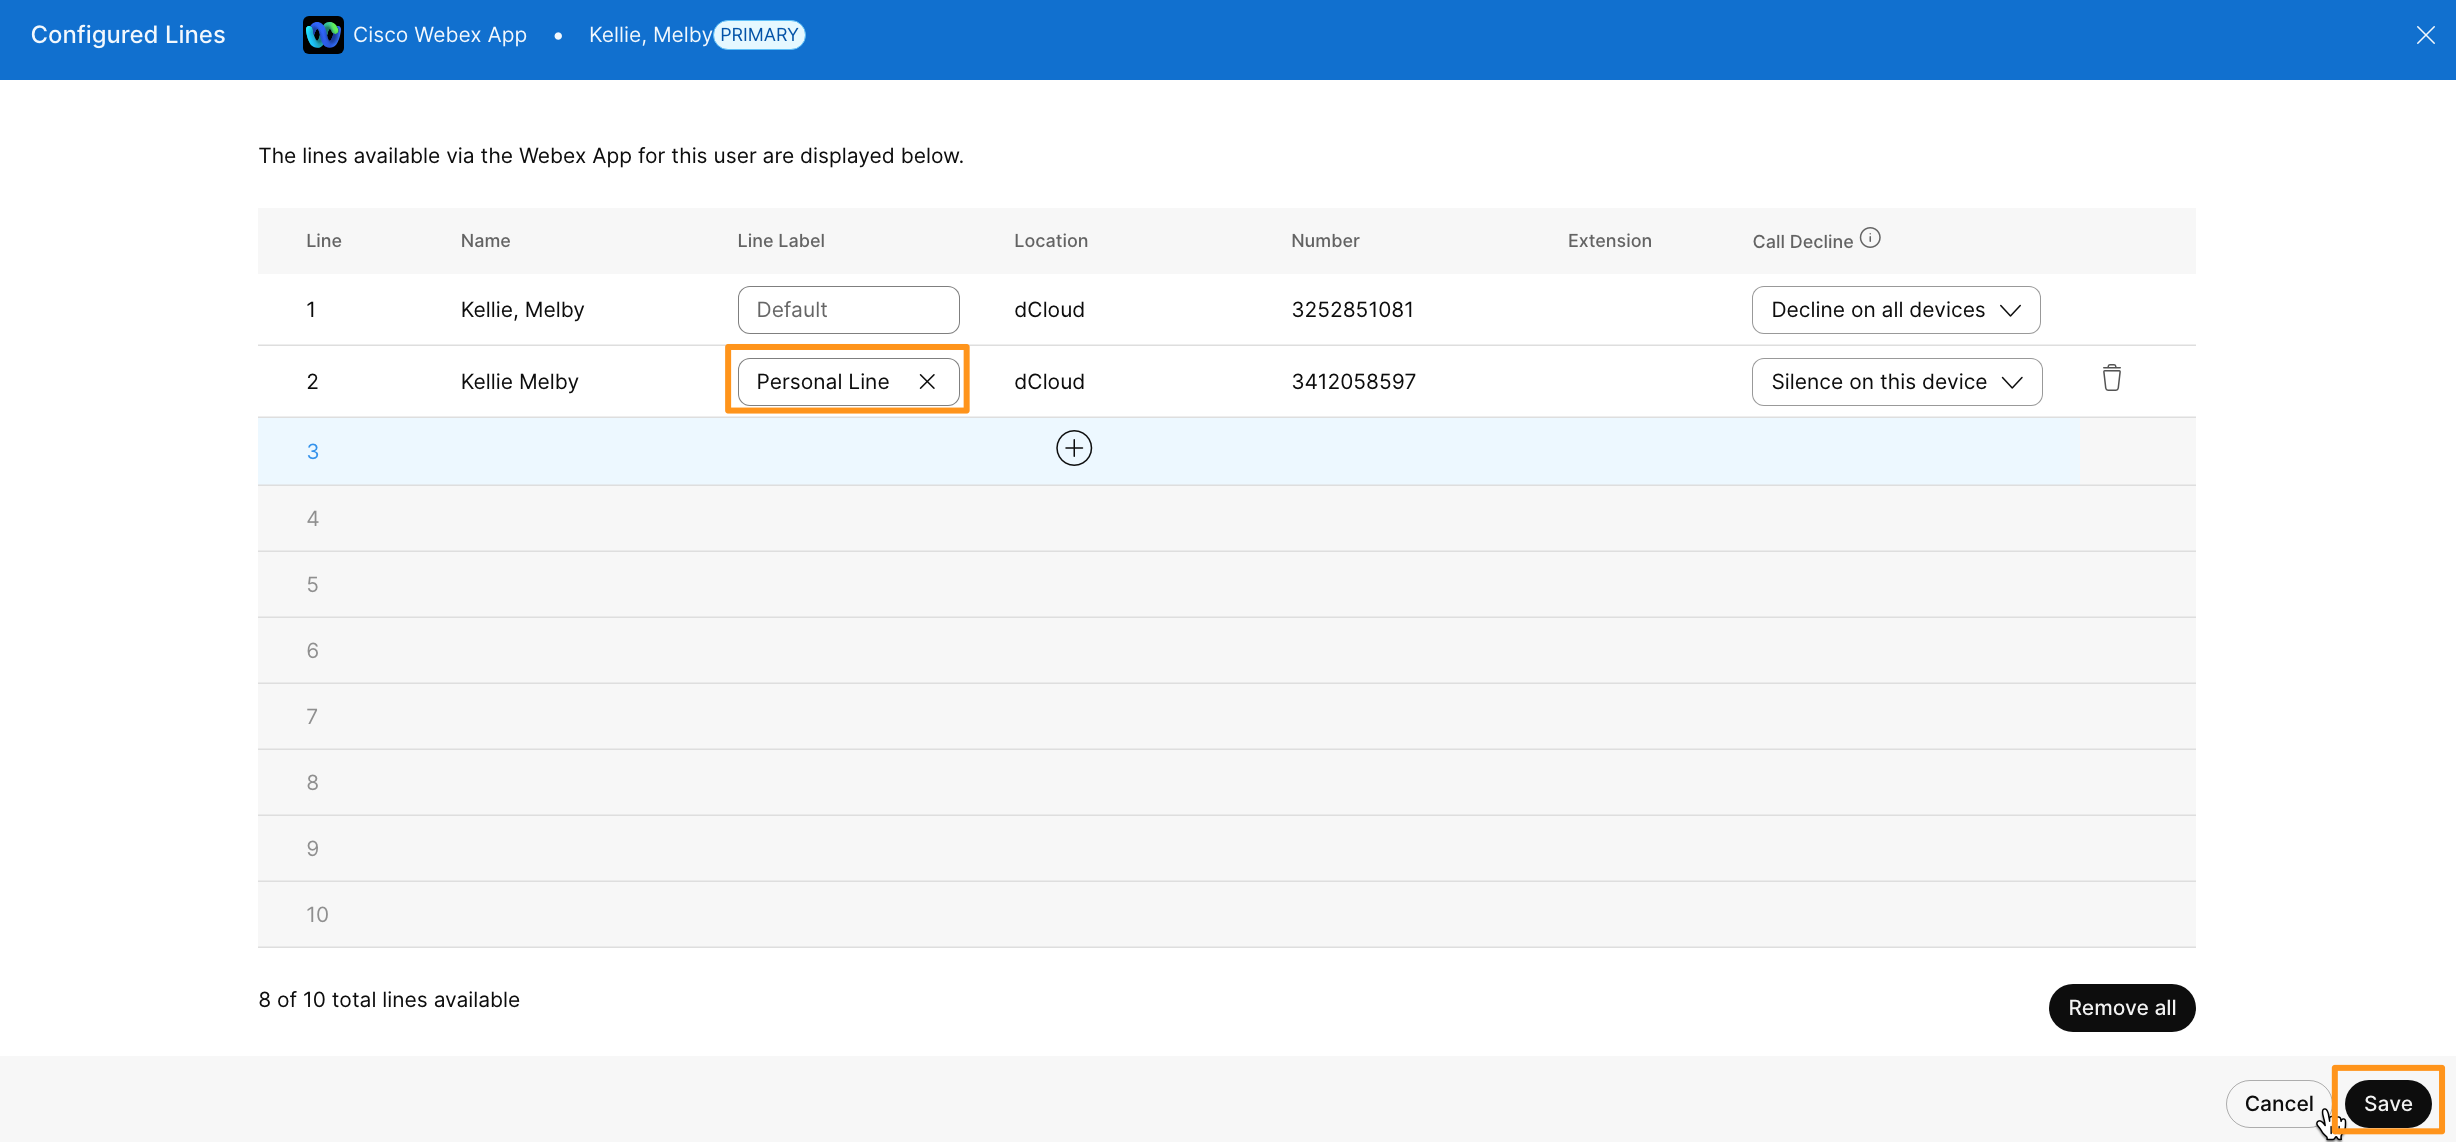 Configured Lines Cisco Webex App • Kellie, Melby PRIMARY
The lines available via the Webex App for this user are displayed below.
Line Name Line Label Location Number Extension Call Decline
1 Kellie, Melby Default dCloud 3252851081 Decline on all devices
2 Kellie Melby Personal Line dCloud 3412058597 Silence on this device
3
4
5
6
7
8
9
10
8 of 10 total lines available
Remove all
Cancel Save